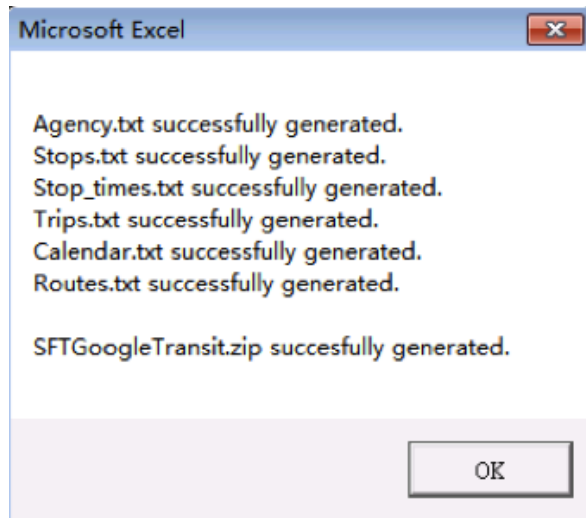 Microsoft Excel
Agency.txt successfully generated.
Stops.txt successfully generated.
Stop_times.txt successfully generated.
Trips.txt successfully generated.
Calendar.txt successfully generated.
Routes.txt successfully generated.
SFTGoogleTransit.zip succesfully generated.
OK